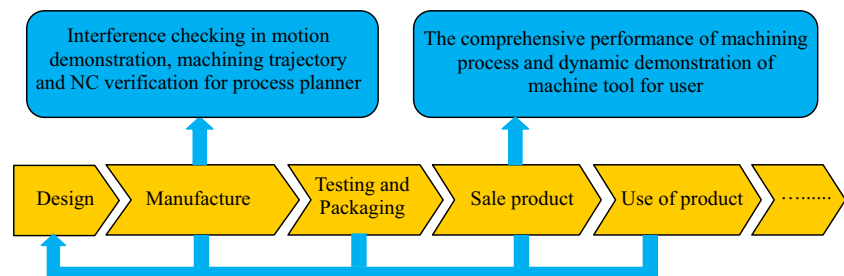 Interference checking in motion
demonstration, machining trajectory
and NC verification for process planner
The comprehensive performance of machining
process and dynamic demonstration of
machine tool for user
Design
Manufacture
Testing and
Packaging
Sale product
Use of product
………